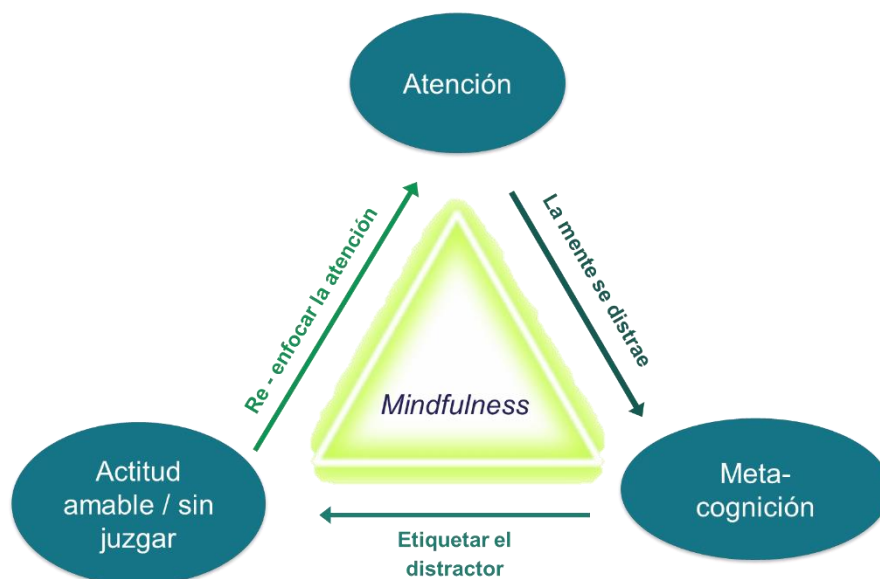 Atención
Re - enfocar la atención
La mente se distrae
Mindfulness
Actitud
amable / sin
juzgar
Meta-
cognición
Etiquetar el
distractor